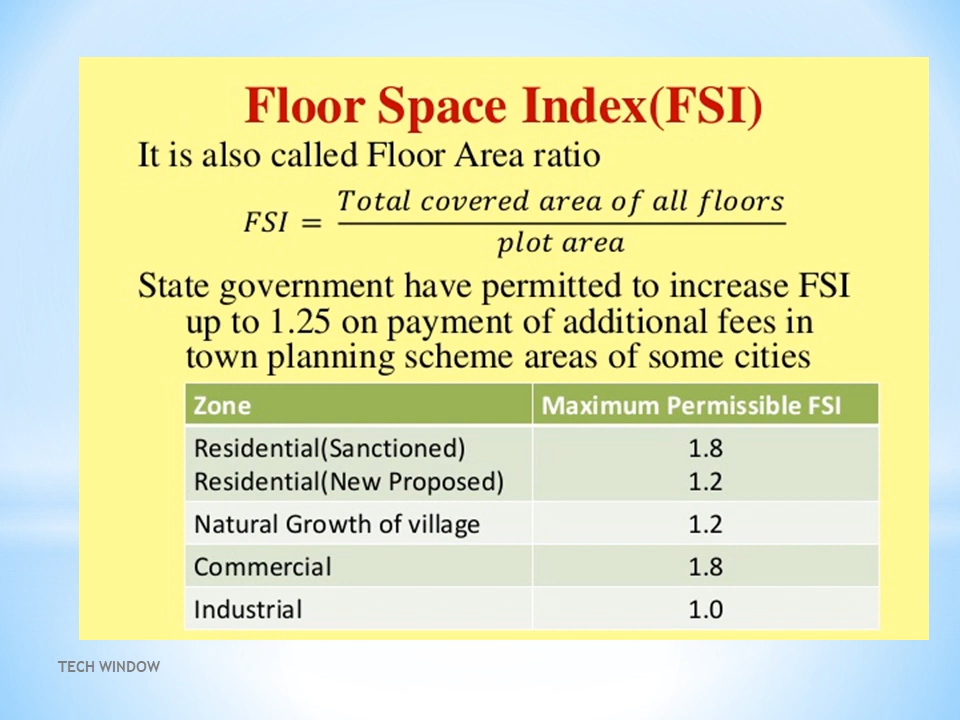 Floor Space Index(FSI)
It is also called Floor Area ratio
FSI = Total covered area of all floors / plot area
State government have permitted to increase FSI
up to 1.25 on payment of additional fees in
town planning scheme areas of some cities
Zone Maximum Permissible FSI
Residential(Sanctioned) 1.8
Residential(New Proposed) 1.2
Natural Growth of village 1.2
Commercial 1.8
Industrial 1.0
TECH WINDOW